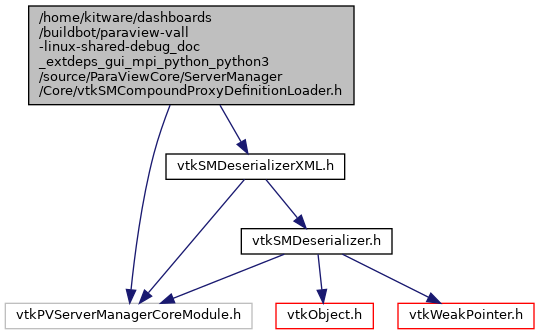 /home/kitware/dashboards
/buildbot/paraview-vall
-linux-shared-debug_doc
_extdeps_gui_mpi_python_python3
/source/ParaViewCore/ServerManager
/Core/vtkSMCompoundProxyDefinitionLoader.h
vtkSMDeserializerXML.h
vtkSMDeserializer.h
vtkPVServerManagerCoreModule.h
vtkObject.h
vtkWeakPointer.h